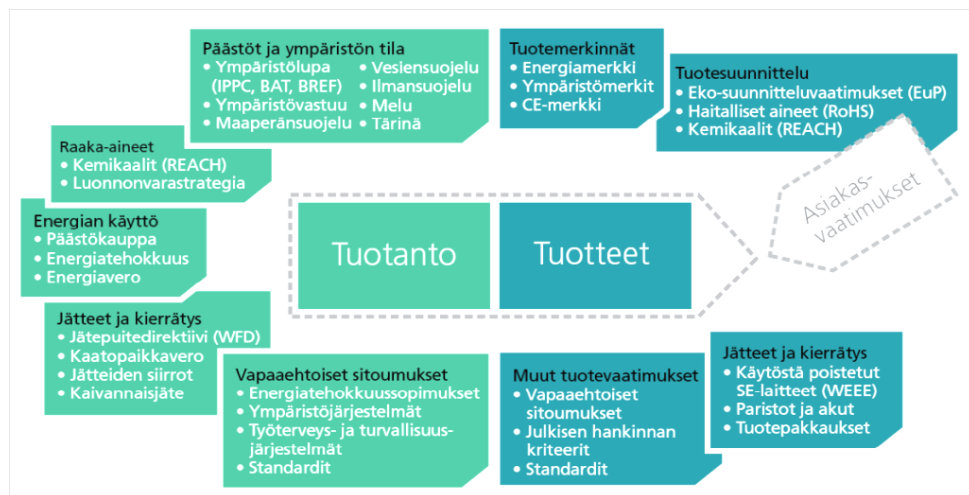 Päästöt ja ympäristön tila
• Ympäristölupa
(IPPC, BAT, BREF)
• Ympäristövastuu
• Maaperänsuojelu
• Vesiensuojelu
• Ilmansuojelu
• Melu
• Tärinä
Tuotemerkinnät
• Energiamerkki
• Ympäristömerkit
• CE-merkki
Tuotesuunnittelu
• Eko-suunnitteluvaatimukset (EuP)
• Haitalliset aineet (RoHS)
• Kemikaalit (REACH)
Raaka-aineet
• Kemikaalit (REACH)
• Luonnonvarastrategia
Energian käyttö
• Päästökauppa
• Energiatehokkuus
• Energiavero
Tuotanto
Tuotteet
Asiakas-
vaatimukset
Jätteet ja kierrätys
• Jätepuitedirektiivi (WFD)
• Kaatopaikkavero
• Jätteiden siirrot
• Kaivannaisjäte
Vapaaehtoiset sitoumukset
• Energiatehokkuussopimukset
• Ympäristöjärjestelmät
• Työterveys- ja turvallisuus-
järjestelmät
• Standardit
Muut tuotevaatimukset
• Vapaaehtoiset
sitoumukset
• Julkisen hankinnan
kriteerit
• Standardit
Jätteet ja kierrätys
• Käytöstä poistetut
SE-laitteet (WEEE)
• Paristot ja akut
• Tuotepakkaukset